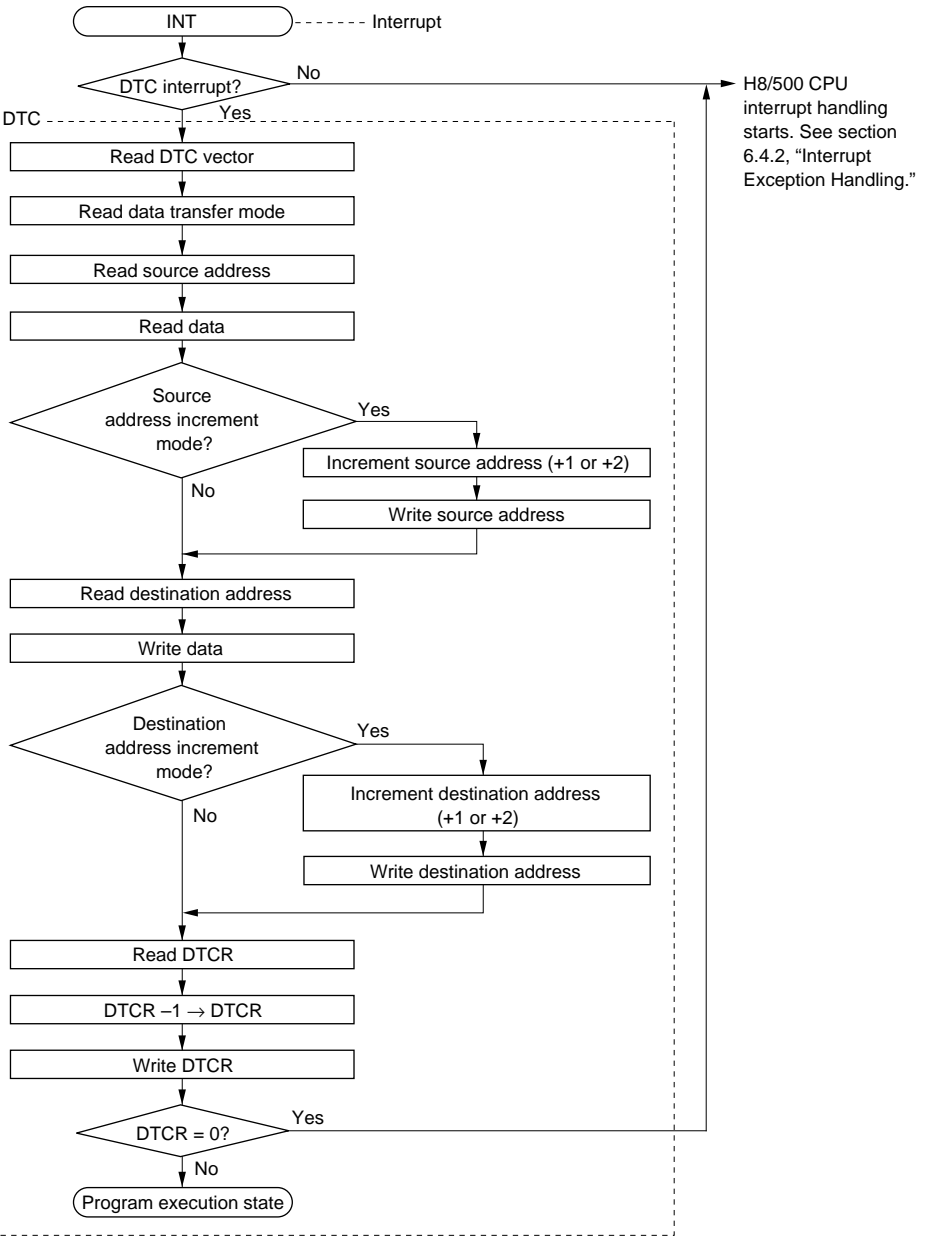 INT
Interrupt
DTC interrupt?
No
H8/500 CPU
interrupt handling
starts. See section
6.4.2, “Interrupt
Exception Handling.”
Yes
DTC
Read DTC vector
Read data transfer mode
Read source address
Read data
Source
address increment
mode?
Yes
Increment source address (+1 or +2)
No
Write source address
Read destination address
Write data
Destination
address increment
mode?
Yes
Increment destination address
(+1 or +2)
No
Write destination address
Read DTCR
DTCR –1 → DTCR
Write DTCR
DTCR = 0?
Yes
No
Program execution state